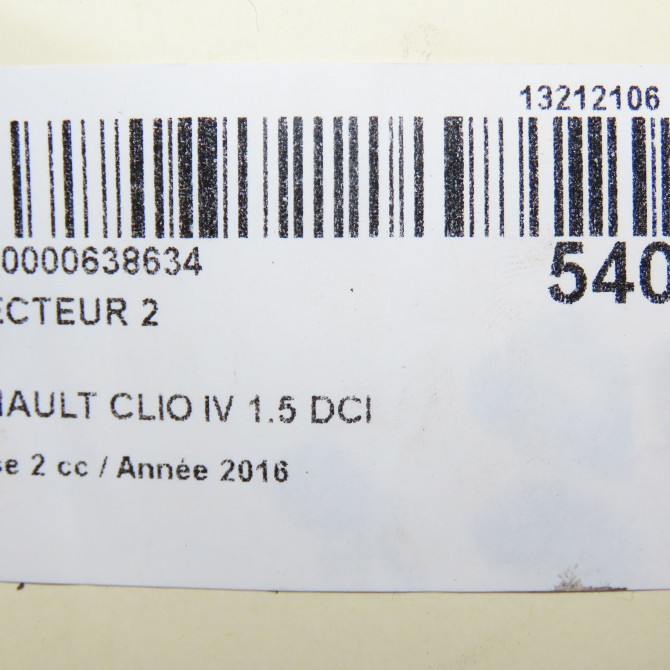 13212106
0000638634
540
ECTEUR 2
NAULT CLIO IV 1.5 DCI
se 2 cc / Année 2016